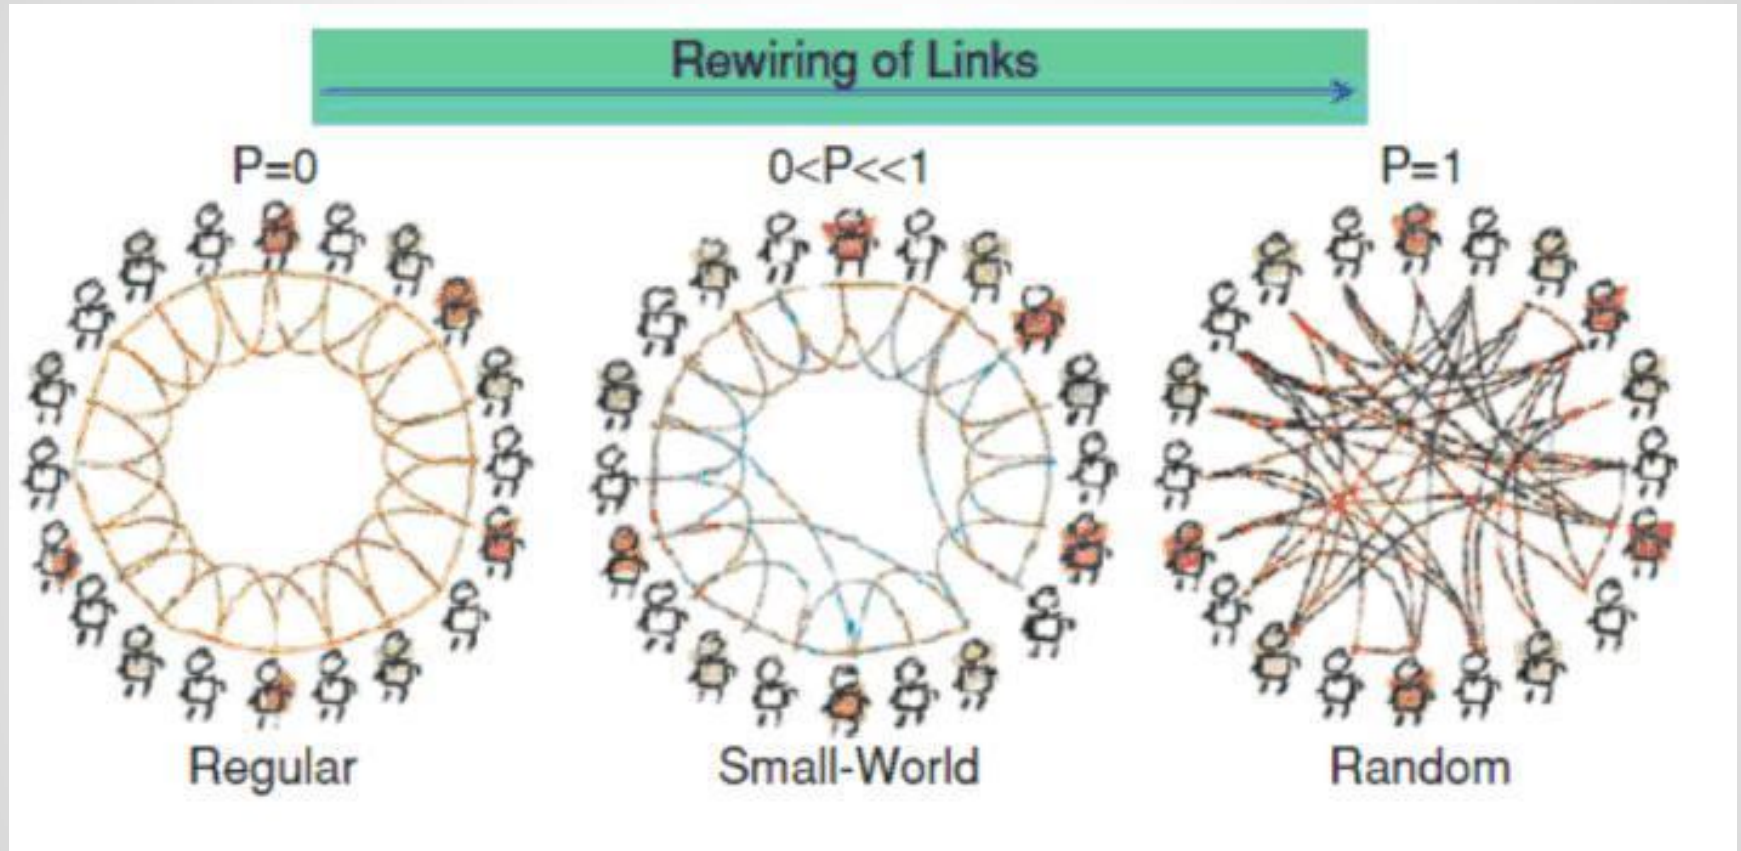 Rewiring of Links
P=0
0<P<<1
P=1
Regular
Small-World
Random